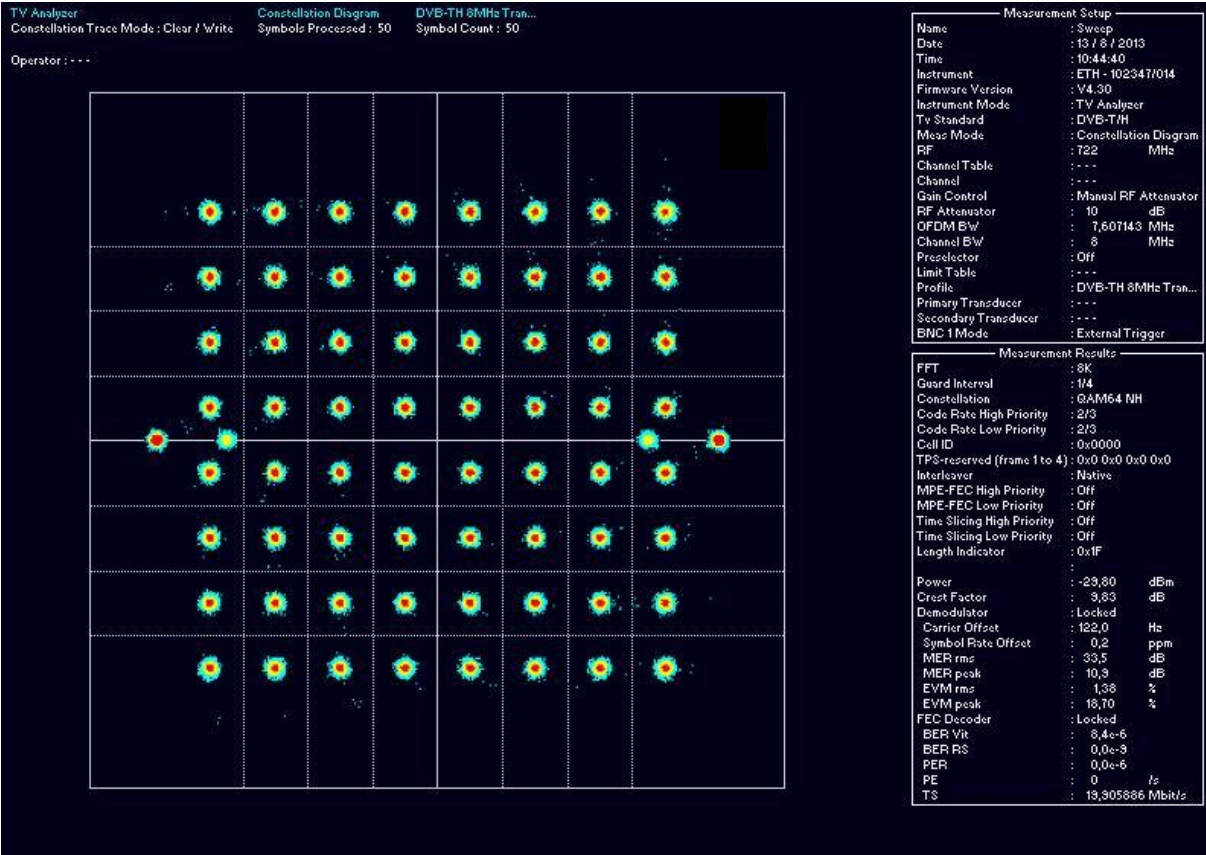 TV Analyzer Constellation Diagram DVB-TH 8MHz Tran...
Constellation Trace Mode : Clear / Write Symbols Processed : 50 Symbol Count : 50
Operator : - - -
Measurement Setup
Name : Sweep
Date : 13 / 8 / 2013
Time : 10:44:40
Instrument : ETH - 102347/014
Firmware Version : V4.30
Instrument Mode : TV Analyzer
Tv Standard : DVB-T/H
Meas Mode : Constellation Diagram
RF : 722 MHz
Channel Table : - - -
Channel : - - -
Gain Control : Manual RF Attenuator
RF Attenuator : 10 dB
OFDM BW : 7,607143 MHz
Channel BW : 8 MHz
Preselector : Off
Limit Table : - - -
Profile : DVB-TH 8MHz Tran...
Primary Transducer : - - -
Secondary Transducer : - - -
BNC 1 Mode : External Trigger
Measurement Results
FFT : 8K
Guard Interval : 1/4
Constellation : QAM64 NH
Code Rate High Priority : 2/3
Code Rate Low Priority : 2/3
Cell ID : 0x0000
TPS-reserved (frame 1 to 4) : 0x0 0x0 0x0 0x0
Interleaver : Native
MPE-FEC High Priority : Off
MPE-FEC Low Priority : Off
Time Slicing High Priority : Off
Time Slicing Low Priority : Off
Length Indicator : 0x1F
:
Power : -29,80 dBm
Crest Factor : 9,83 dB
Demodulator : Locked
Carrier Offset : 122,0 Hz
Symbol Rate Offset : 0,2 ppm
MER rms : 33,5 dB
MER peak : 10,9 dB
EVM rms : 1,38 %
EVM peak : 18,70 %
FEC Decoder : Locked
BER Vit : 8,4e-6
BER RS : 0,0e-9
PER : 0,0e-6
PE : 0 /s
TS : 19,905886 Mbit/s